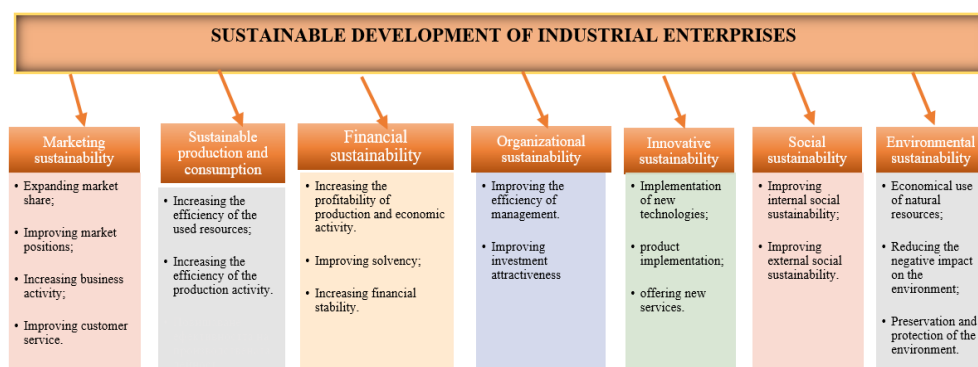 SUSTAINABLE DEVELOPMENT OF INDUSTRIAL ENTERPRISES
Marketing
sustainability
• Expanding market
share;
• Improving market
positions;
• Increasing business
activity;
• Improving customer
service.
Sustainable
production and
consumption
• Increasing the
efficiency of the
used resources;
• Increasing the
efficiency of the
production activity.
Financial
sustainability
• Increasing the
profitability of
production and economic
activity.
• Improving solvency;
• Increasing financial
stability.
Organizational
sustainability
• Improving the
efficiency of
management.
• Improving
investment
attractiveness
Innovative
sustainability
• Implementation
of new
technologies;
• product
implementation;
• offering new
services.
Social
sustainability
• Improving
internal social
sustainability;
• Improving
external social
sustainability.
Environmental
sustainability
• Economical use of
natural
resources;
• Reducing the
negative impact
on the
environment;
• Preservation and
protection of the
environment.